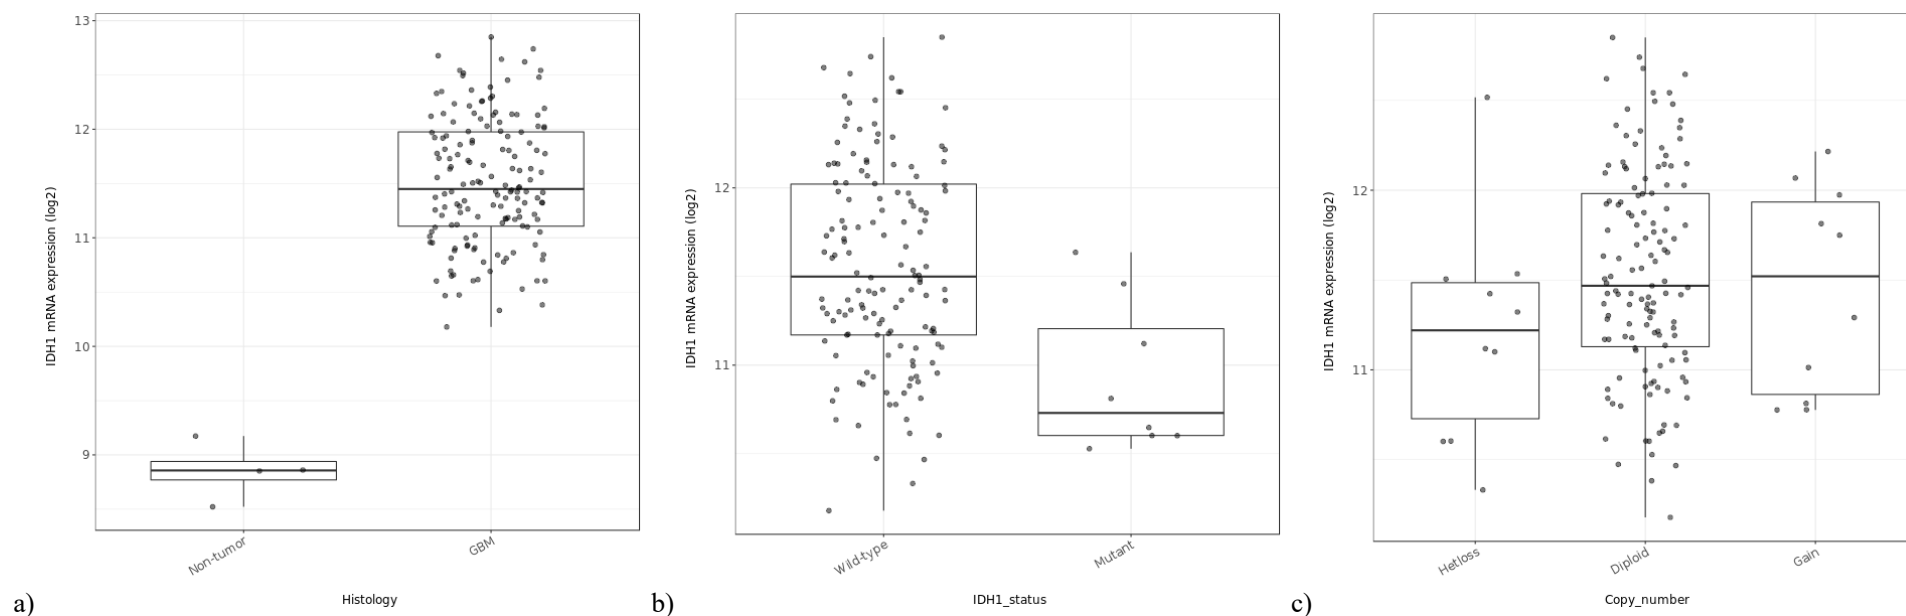 13
12
11
10
9
IDH1 mRNA expression (log2)
Non-tumor
GBM
Histology
a)
12
11
IDH1 mRNA expression (log2)
Wild-type
Mutant
IDH1_status
b)
12
11
IDH1 mRNA expression (log2)
Hetloss
Diploid
Gain
Copy_number
c)